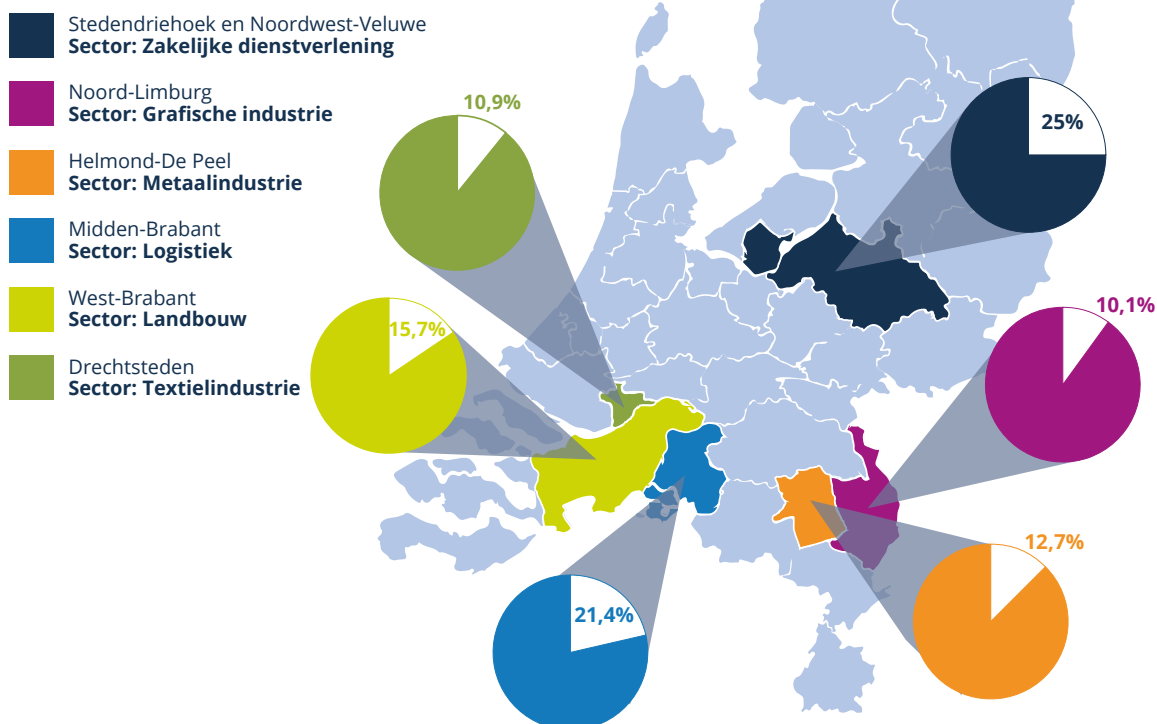 Stedendriehoek en Noordwest-Veluwe
Sector: Zakelijke dienstverlening
Noord-Limburg
Sector: Grafische industrie
Helmond-De Peel
Sector: Metaalindustrie
Midden-Brabant
Sector: Logistiek
West-Brabant
Sector: Landbouw
Drechtsteden
Sector: Textielindustrie
10,9%
25%
15,7%
10,1%
12,7%
21,4%